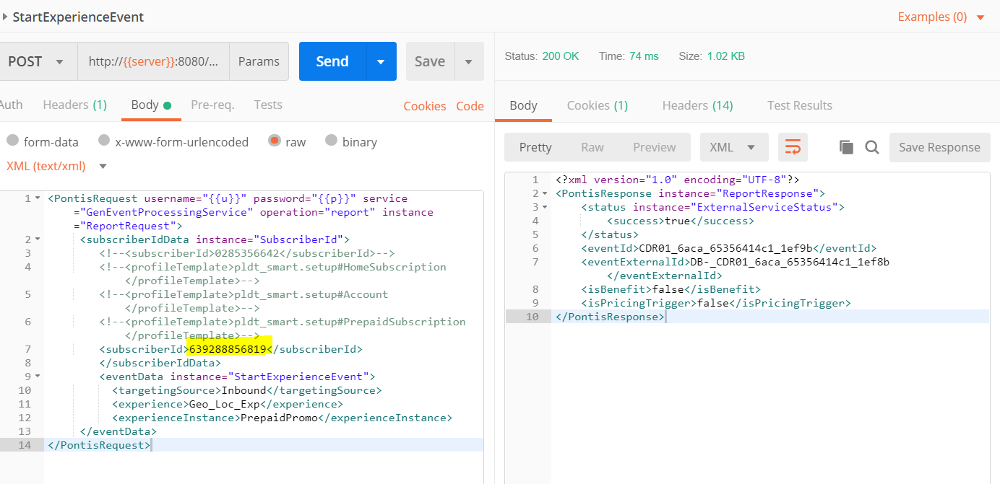 StartExperienceEvent
Examples (0)
POST
http://{{server}}:8080/...
Params
Send
Save
Status: 200 OK Time: 74 ms Size: 1.02 KB
Auth Headers (1) Body Pre-req. Tests Cookies Code
form-data x-www-form-urlencoded raw binary
XML (text/xml)
1 <PontisRequest username="{{u}}" password="{{p}}" service
="GenEventProcessingService" operation="report" instance
="ReportRequest">
2 <subscriberIdData instance="SubscriberId">
3 <!--<subscriberId>0285356642</subscriberId>-->
4 <!--<profileTemplate>pldt_smart.setup#HomeSubscription
</profileTemplate>-->
5 <!--<profileTemplate>pldt_smart.setup#Account
</profileTemplate>-->
6 <!--<profileTemplate>pldt_smart.setup#PrepaidSubscription
</profileTemplate>-->
7 <subscriberId>639288856819</subscriberId>
8 </subscriberIdData>
9 <eventData instance="StartExperienceEvent">
10 <targetingSource>Inbound</targetingSource>
11 <experience>Geo_Loc_Exp</experience>
12 <experienceInstance>PrepaidPromo</experienceInstance>
13 </eventData>
14 </PontisRequest>
Body Cookies (1) Headers (14) Test Results
Pretty Raw Preview XML Save Response
1 <?xml version="1.0" encoding="UTF-8"?>
2 <PontisResponse instance="ReportResponse">
3 <status instance="ExternalServiceStatus">
4 <success>true</success>
5 </status>
6 <eventId>CDR01_6aca_65356414c1_1ef9b</eventId>
7 <eventExternalId>DB-_CDR01_6aca_65356414c1_1ef8b
</eventExternalId>
8 <isBenefit>false</isBenefit>
9 <isPricingTrigger>false</isPricingTrigger>
10 </PontisResponse>